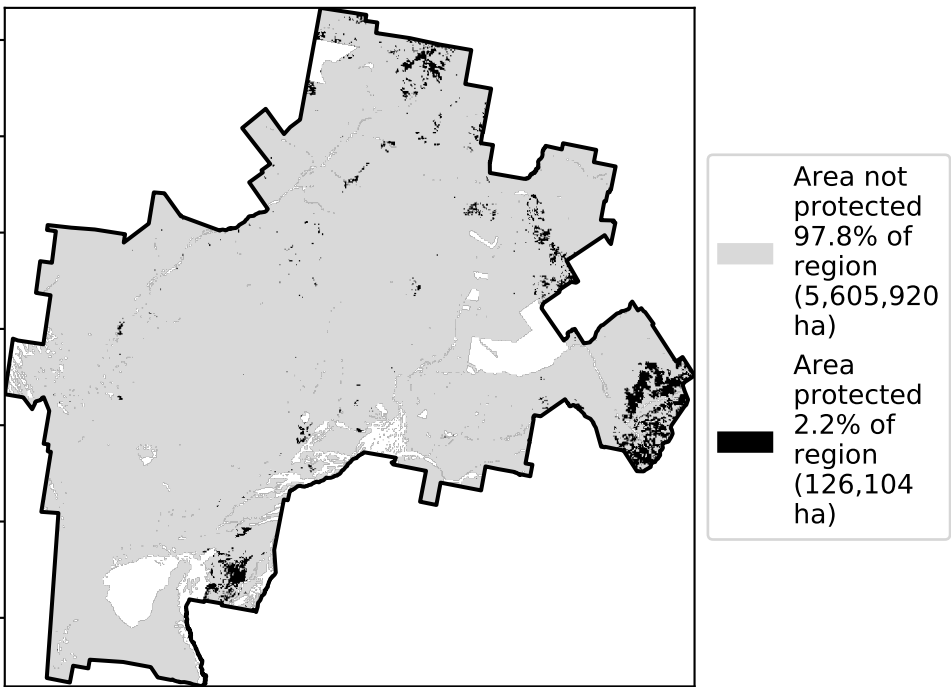 Area not
protected
97.8% of
region
(5,605,920
ha)
Area
protected
2.2% of
region
(126,104
ha)